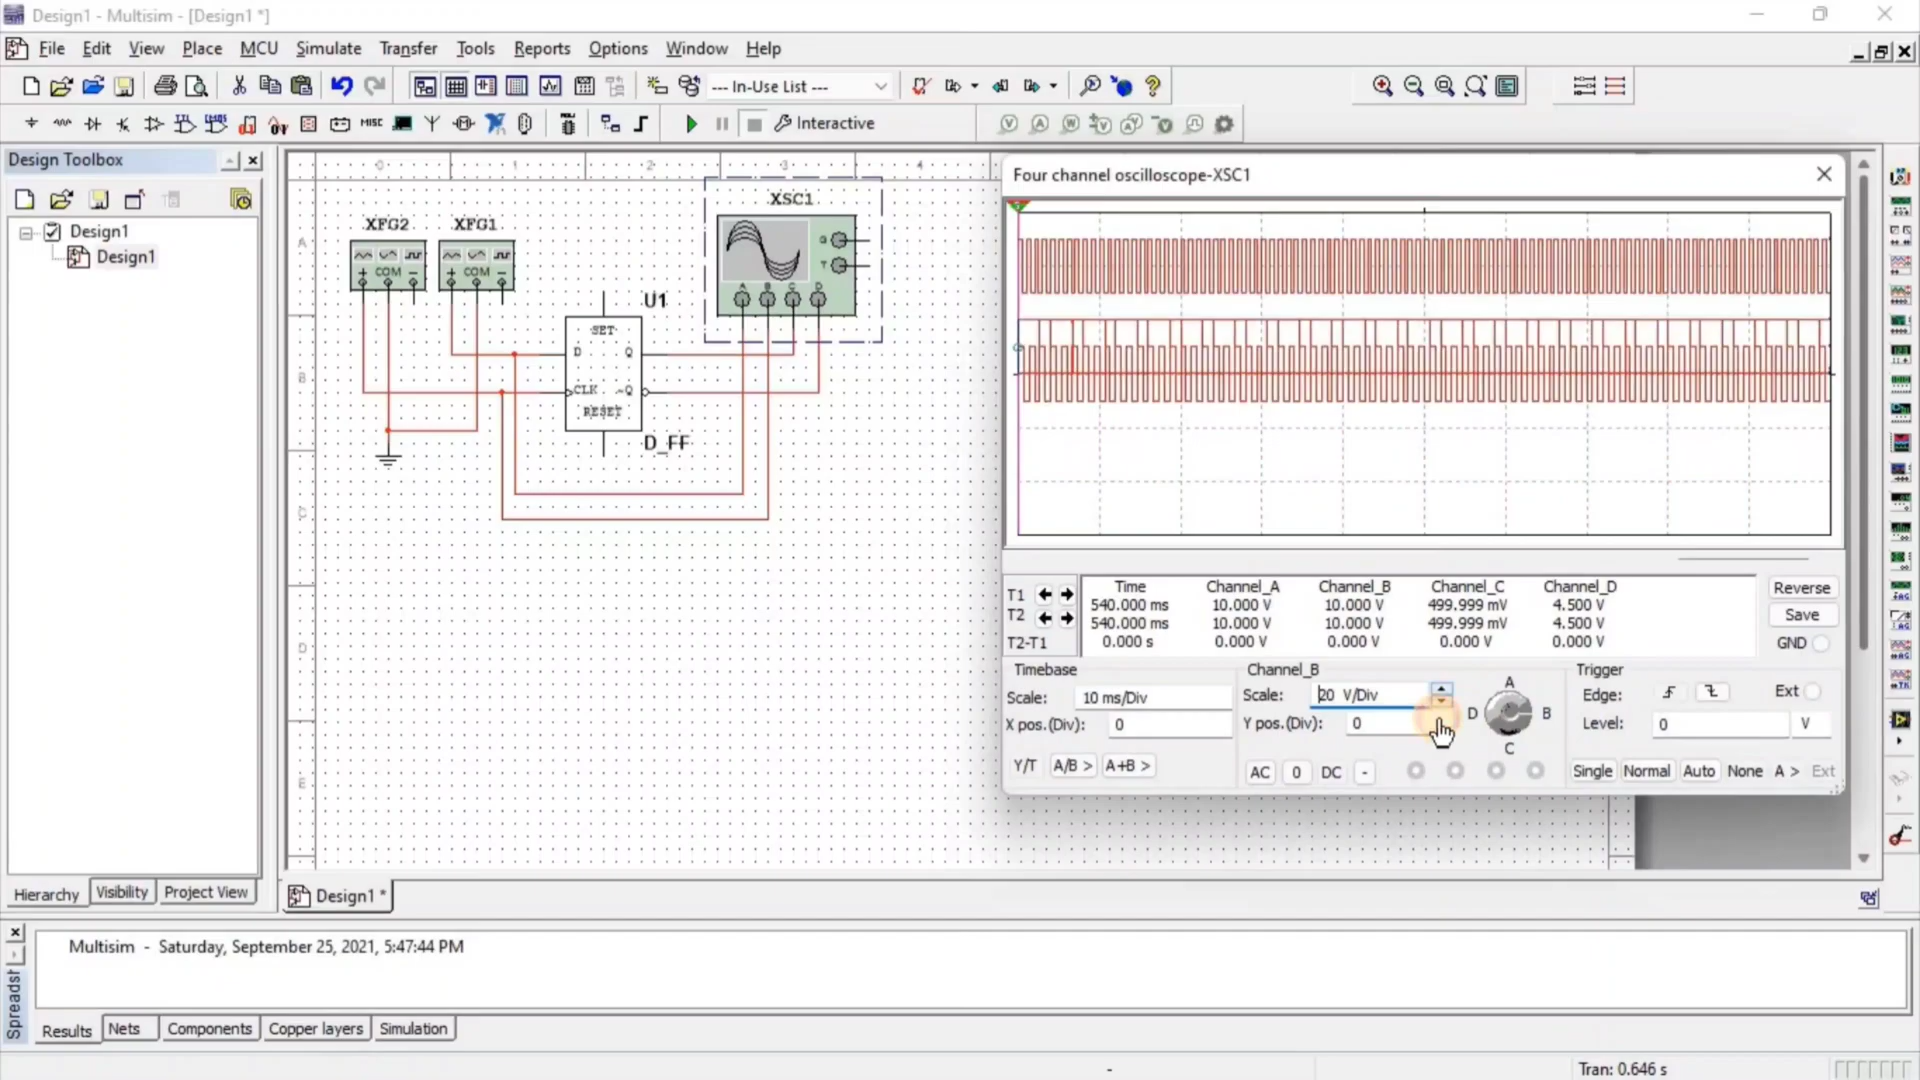 Design1 - Multisim - [Design1 *]
File Edit View Place MCU Simulate Transfer Tools Reports Options Window Help
--- In-Use List ---
MISC
Interactive
Design Toolbox
Design1
Design1
0 1 2 3 4
A
B
C
D
E
XFG2 XFG1 XSC1
COM COM
G
T
A B C D
U1
SET
D Q
CLK ~Q
RESET
D_FF
Four channel oscilloscope-XSC1
T1
T2
T2-T1
Time Channel_A Channel_B Channel_C Channel_D
540.000 ms 10.000 V 10.000 V 499.999 mV 4.500 V
540.000 ms 10.000 V 10.000 V 499.999 mV 4.500 V
0.000 s 0.000 V 0.000 V 0.000 V 0.000 V
Reverse
Save
GND
Timebase
Scale: 10 ms/Div
X pos.(Div): 0
Y/T A/B > A+B >
Channel_B
Scale: 20 V/Div
Y pos.(Div): 0
AC 0 DC -
A
B
C
D
Trigger
Edge: Ext
Level: 0 V
Single Normal Auto None A > Ext
Hierarchy Visibility Project View
Design1 *
Multisim - Saturday, September 25, 2021, 5:47:44 PM
Results Nets Components Copper layers Simulation
- Tran: 0.646 s